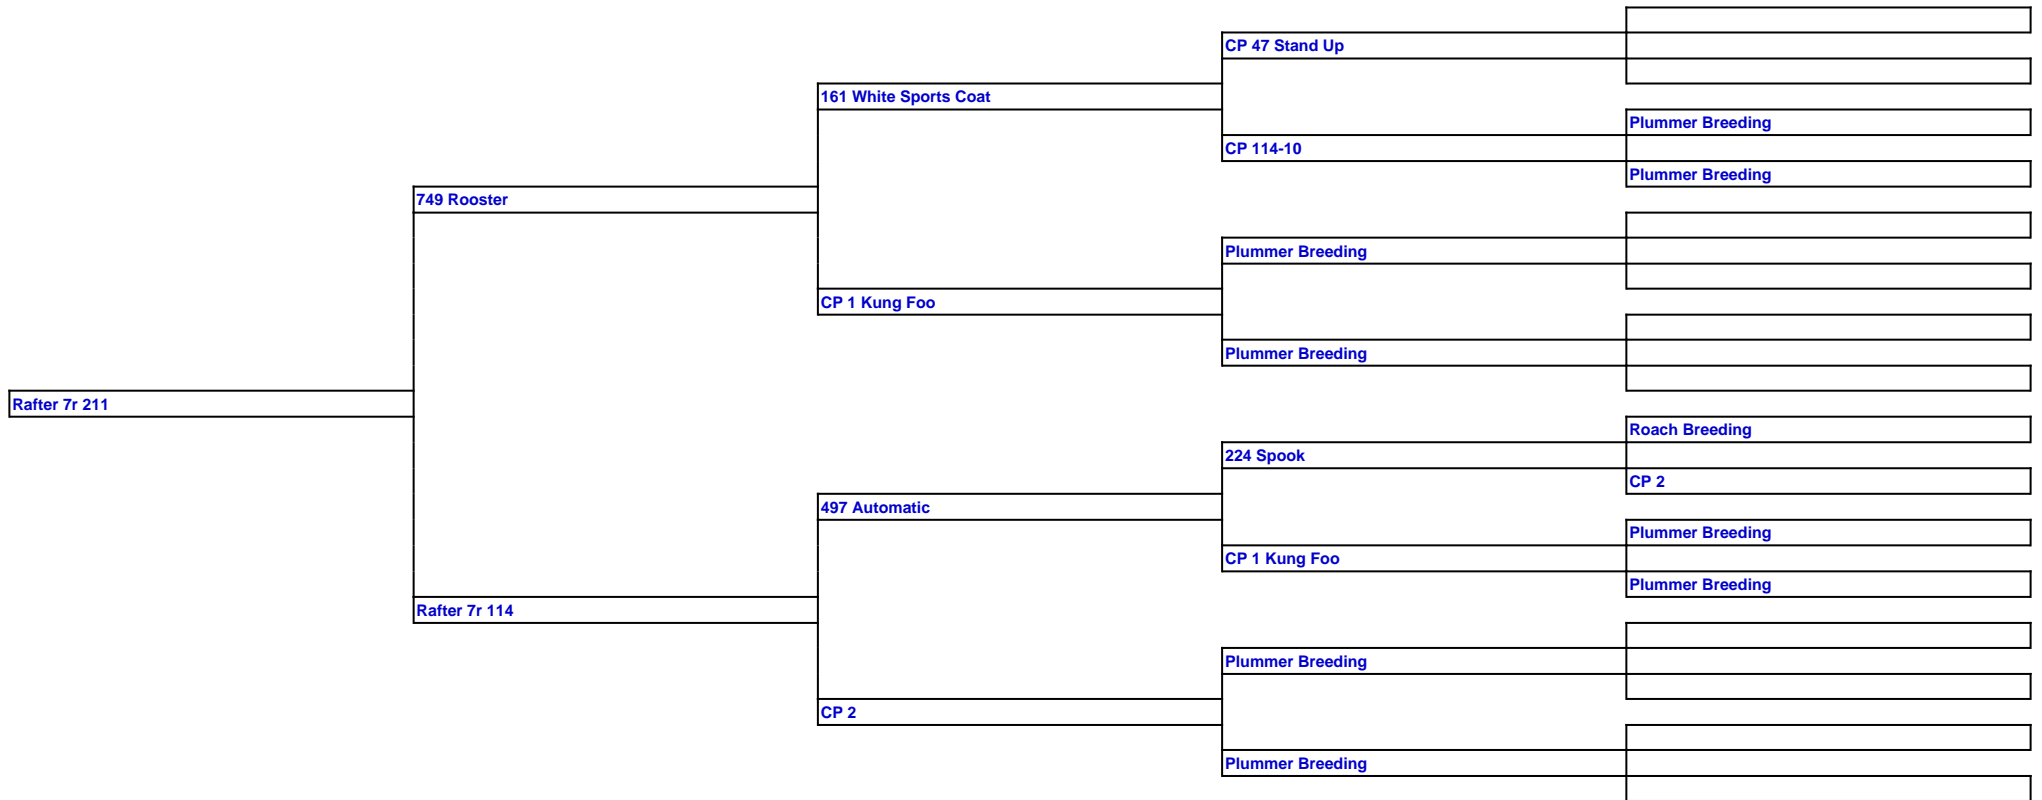 CP 47 Stand Up
161 White Sports Coat
Plummer Breeding
CP 114-10
Plummer Breeding
749 Rooster
Plummer Breeding
CP 1 Kung Foo
Plummer Breeding
Rafter 7r 211
Roach Breeding
224 Spook
CP 2
497 Automatic
Plummer Breeding
CP 1 Kung Foo
Plummer Breeding
Rafter 7r 114
Plummer Breeding
CP 2
Plummer Breeding